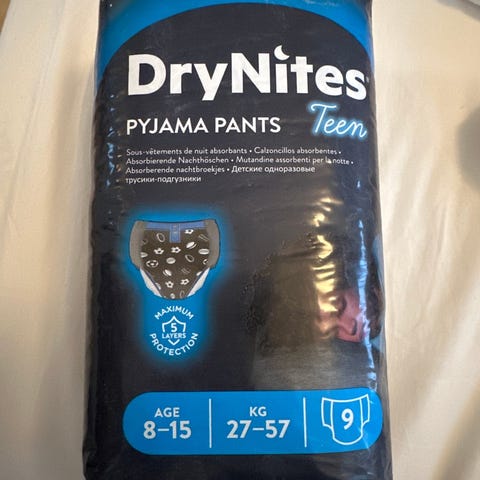 DryNites®
PYJAMA PANTS Teen
Sous-vêtements de nuit absorbants • Calzoncillos absorbentes •
Absorbierende Nachthöschen • Mutandine assorbenti per la notte •
Absorberende nachtbroekjes • Детские одноразовые
трусики-подгузники
MAXIMUM
5
LAYERS
PROTECTION
AGE
8–15
KG
27–57
9